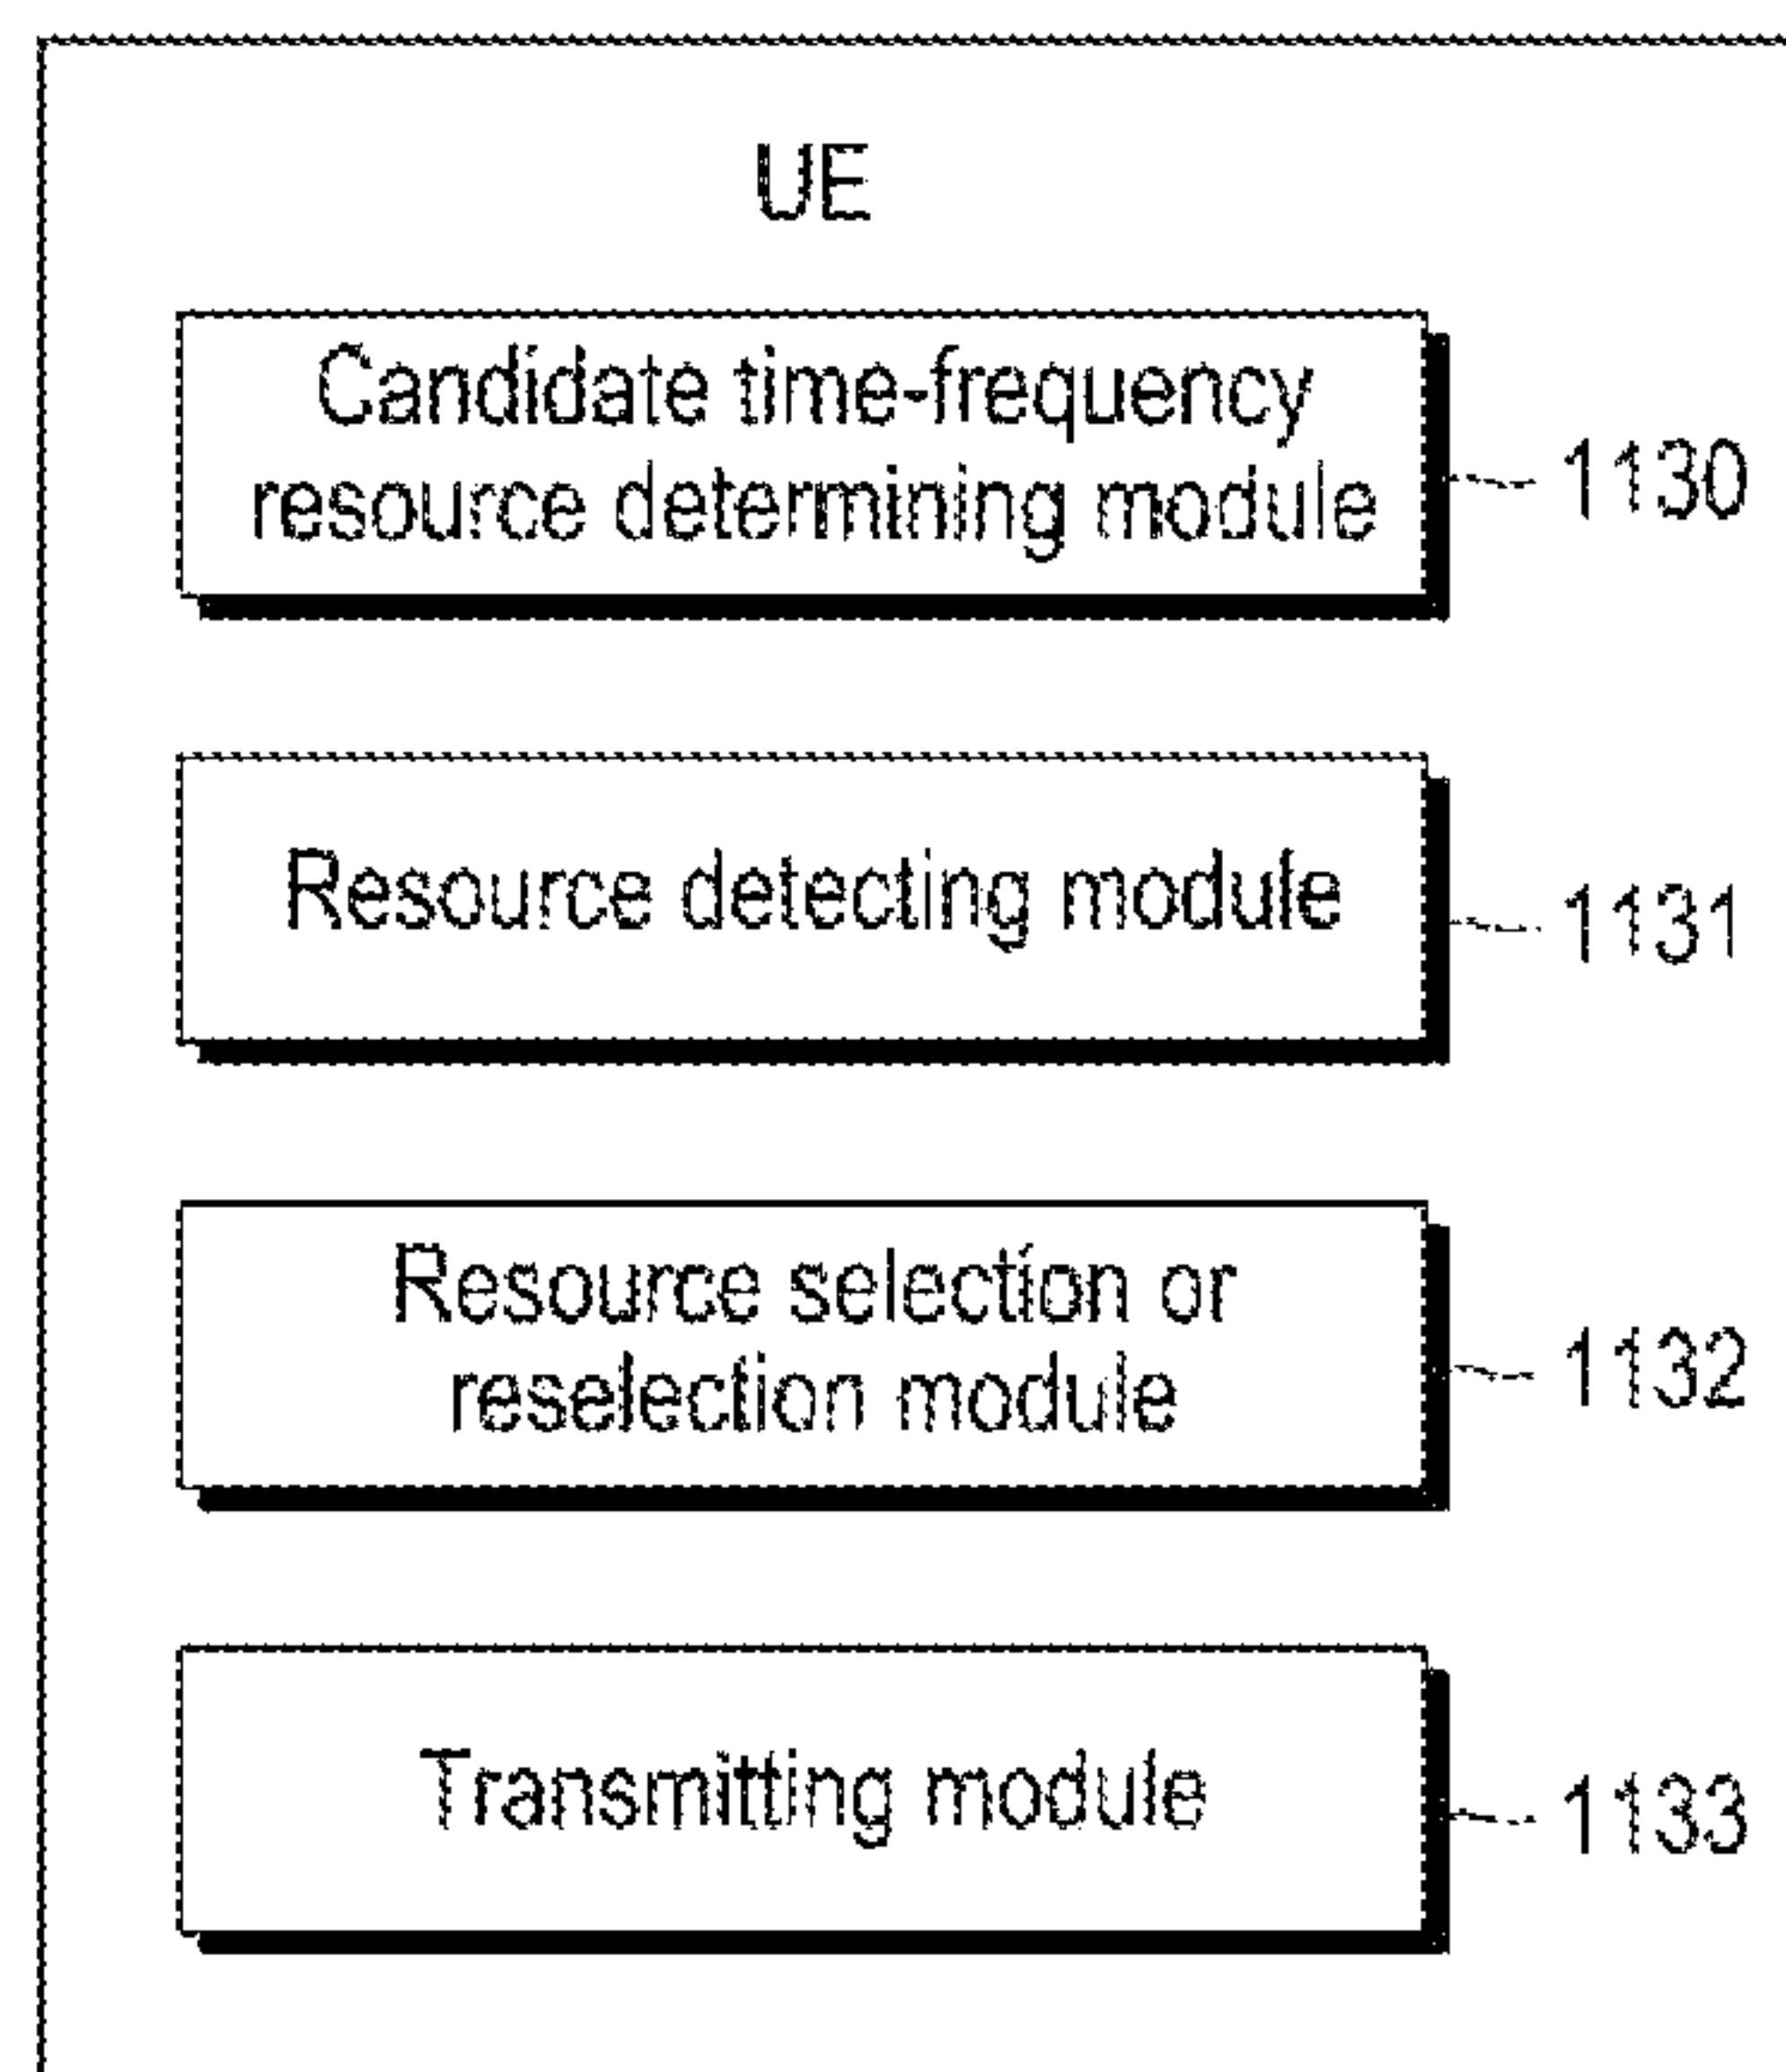 UE
Candidate time-frequency
resource determining module
1130
Resource detecting module
1131
Resource selection or
reselection module
1132
Transmitting module
1133